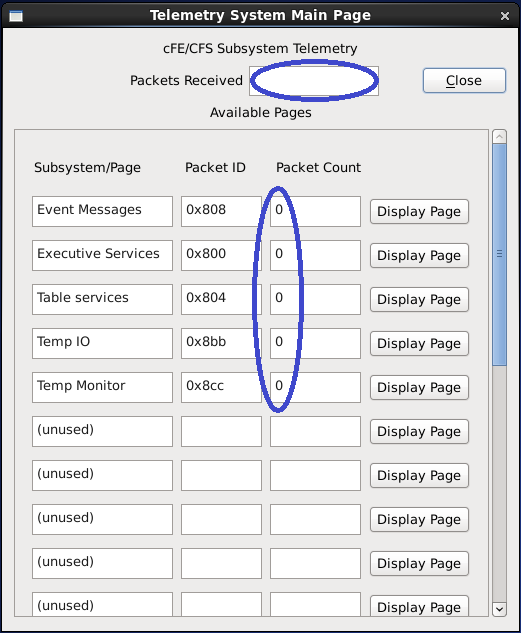 Telemetry System Main Page
cFE/CFS Subsystem Telemetry
Packets Received
Close
Available Pages
Subsystem/Page Packet ID Packet Count
Event Messages 0x808 0 Display Page
Executive Services 0x800 0 Display Page
Table services 0x804 0 Display Page
Temp IO 0x8bb 0 Display Page
Temp Monitor 0x8cc 0 Display Page
(unused) Display Page
(unused) Display Page
(unused) Display Page
(unused) Display Page
(unused) Display Page